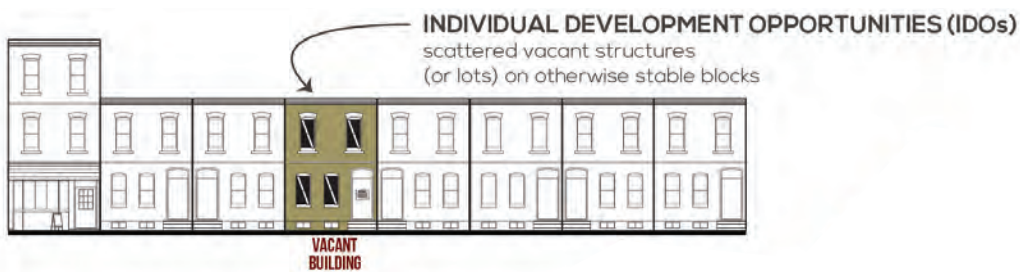 INDIVIDUAL DEVELOPMENT OPPORTUNITIES (IDOs)
scattered vacant structures
(or lots) on otherwise stable blocks
VACANT
BUILDING